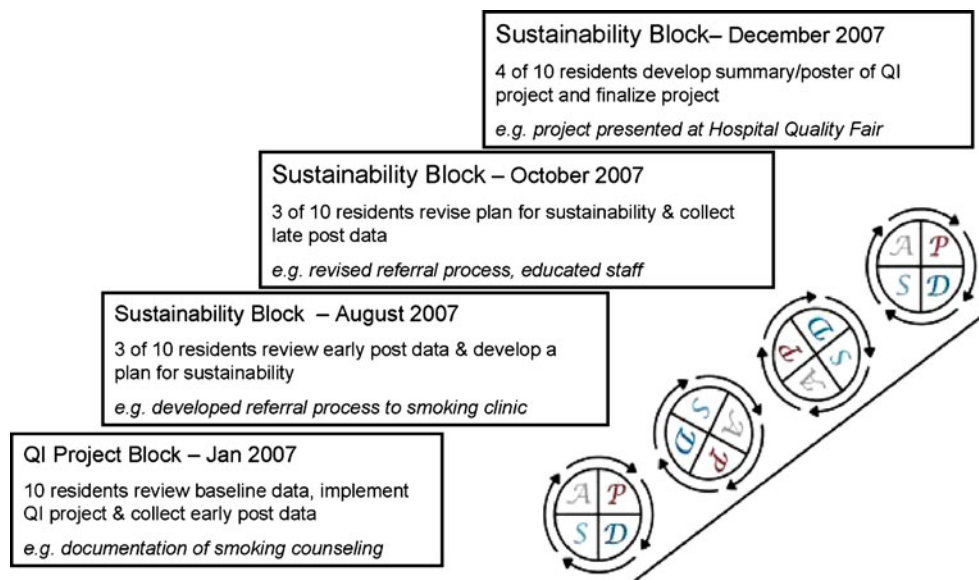 Sustainability Block– December 2007
4 of 10 residents develop summary/poster of QI
project and finalize project
e.g. project presented at Hospital Quality Fair
Sustainability Block – October 2007
3 of 10 residents revise plan for sustainability & collect
late post data
e.g. revised referral process, educated staff
Sustainability Block – August 2007
3 of 10 residents review early post data & develop a
plan for sustainability
e.g. developed referral process to smoking clinic
QI Project Block – Jan 2007
10 residents review baseline data, implement
QI project & collect early post data
e.g. documentation of smoking counseling
A P
S D
D S
P A
S A
D P
A P
S D